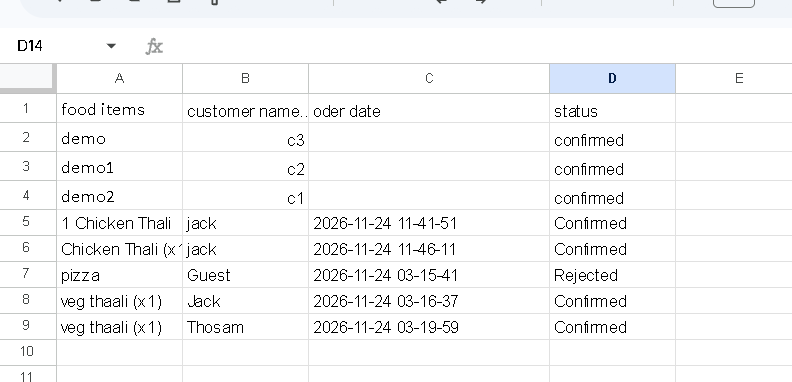 D14 fx
A B C D E
1 food items customer name.. oder date status
2 demo c3 confirmed
3 demo1 c2 confirmed
4 demo2 c1 confirmed
5 1 Chicken Thali jack 2026-11-24 11-41-51 Confirmed
6 Chicken Thali (x1 jack 2026-11-24 11-46-11 Confirmed
7 pizza Guest 2026-11-24 03-15-41 Rejected
8 veg thaali (x1) Jack 2026-11-24 03-16-37 Confirmed
9 veg thaali (x1) Thosam 2026-11-24 03-19-59 Confirmed
10
11